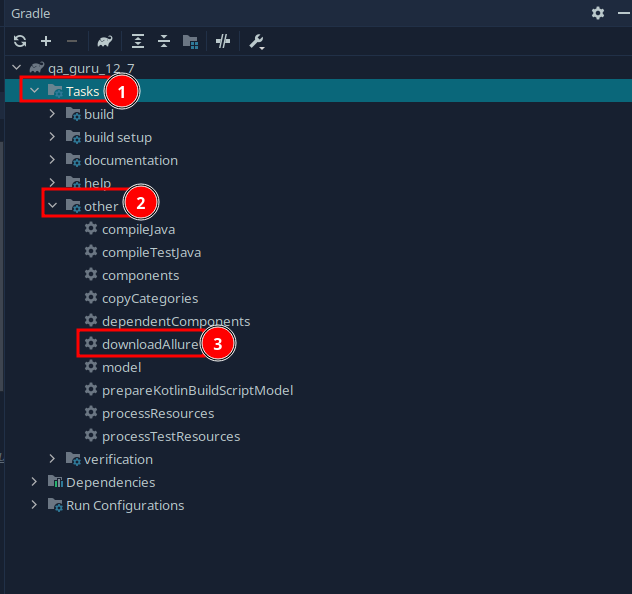 Gradle
qa_guru_12_7
Tasks 1
build
build setup
documentation
help
other 2
compileJava
compileTestJava
components
copyCategories
dependentComponents
downloadAllure 3
model
prepareKotlinBuildScriptModel
processResources
processTestResources
verification
Dependencies
Run Configurations